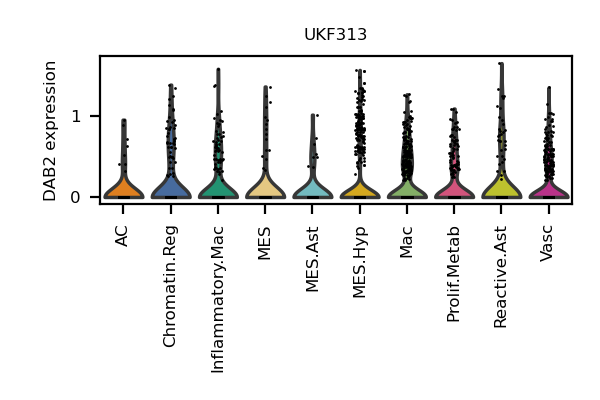 UKF313
DAB2 expression
1
0
AC
Chromatin.Reg
Inflammatory.Mac
MES
MES.Ast
MES.Hyp
Mac
Prolif.Metab
Reactive.Ast
Vasc